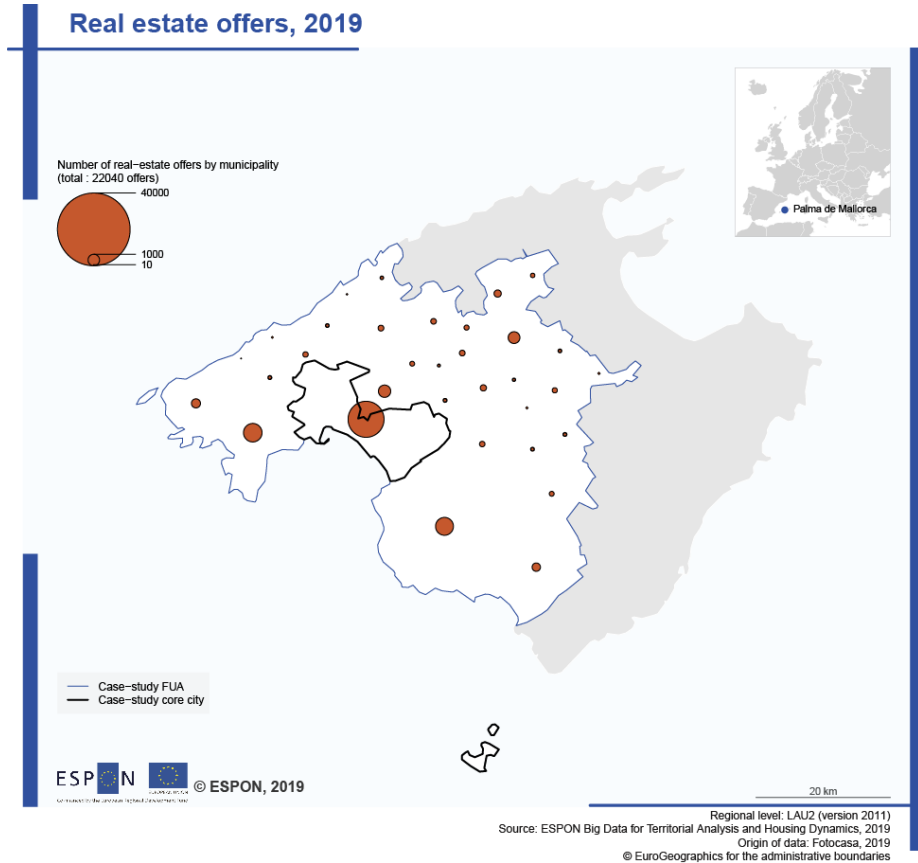 Real estate offers, 2019
Number of real−estate offers by municipality
(total : 22040 offers)
40000
1000
10
Palma de Mallorca
Case−study FUA
Case−study core city
ESPON
© ESPON, 2019
20 km
Regional level: LAU2 (version 2011)
Source: ESPON Big Data for Territorial Analysis and Housing Dynamics, 2019
Origin of data: Fotocasa, 2019
© EuroGeographics for the administrative boundaries